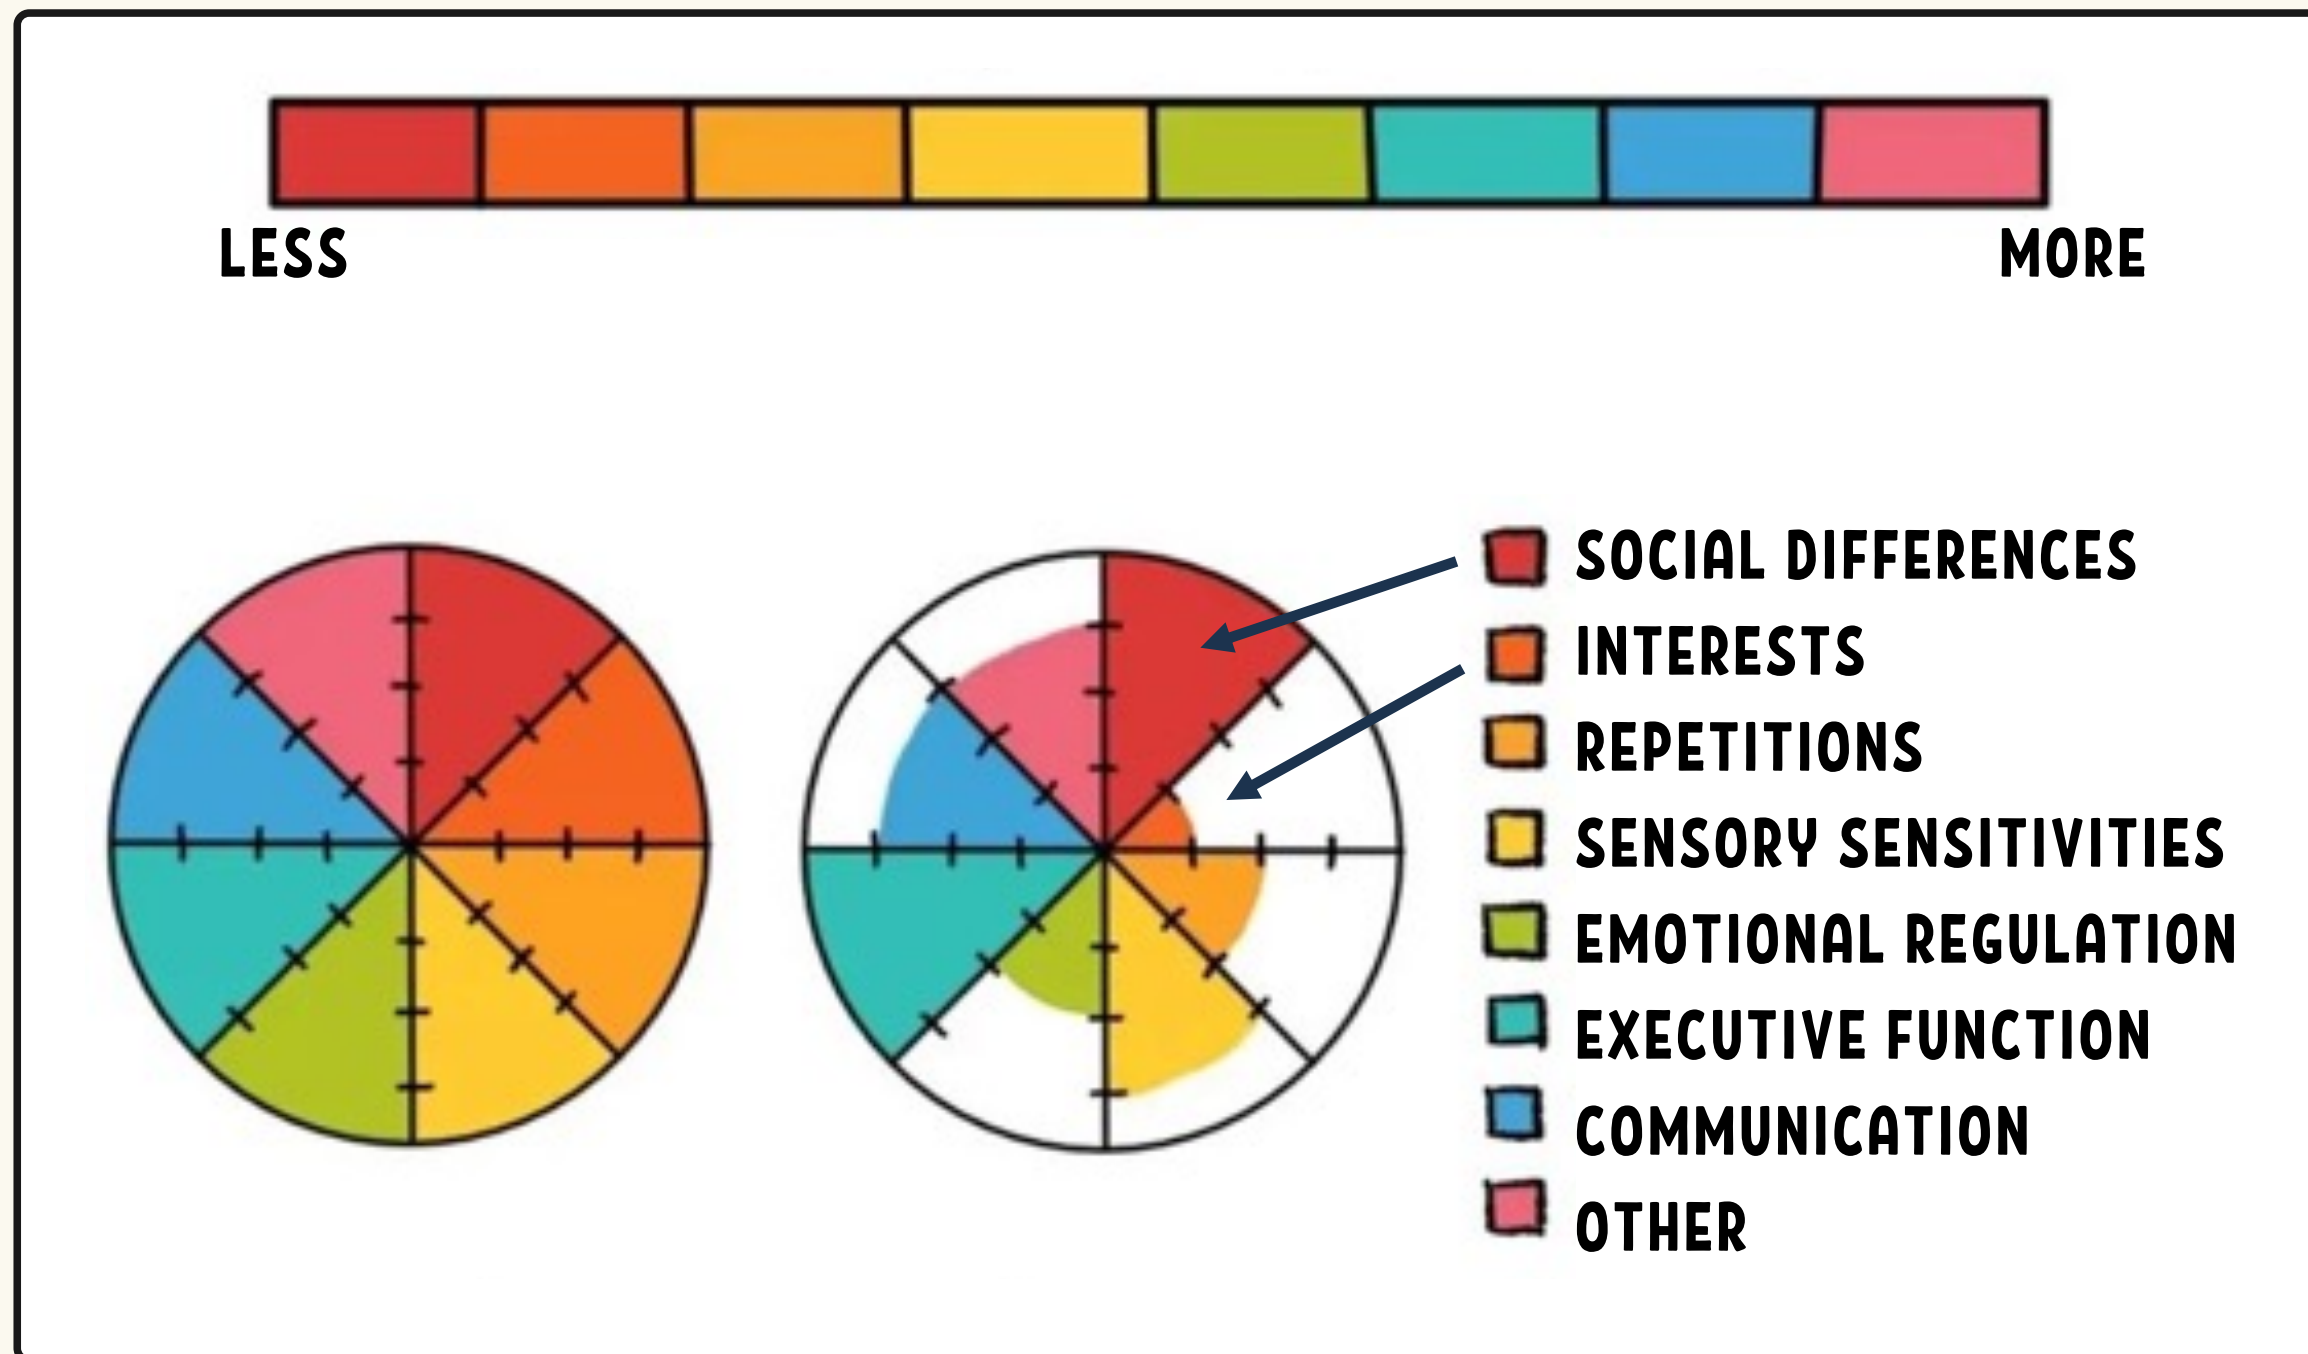 LESS
MORE
SOCIAL DIFFERENCES
INTERESTS
REPETITIONS
SENSORY SENSITIVITIES
EMOTIONAL REGULATION
EXECUTIVE FUNCTION
COMMUNICATION
OTHER